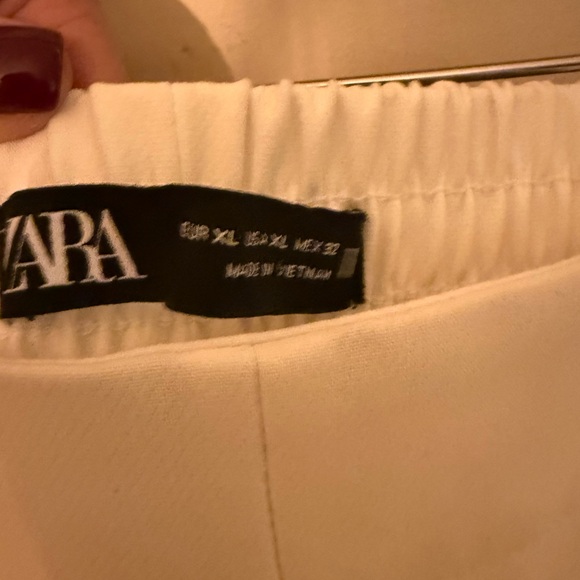 ZARA
EUR XL USA XL MEX 32
MADE IN VIETNAM